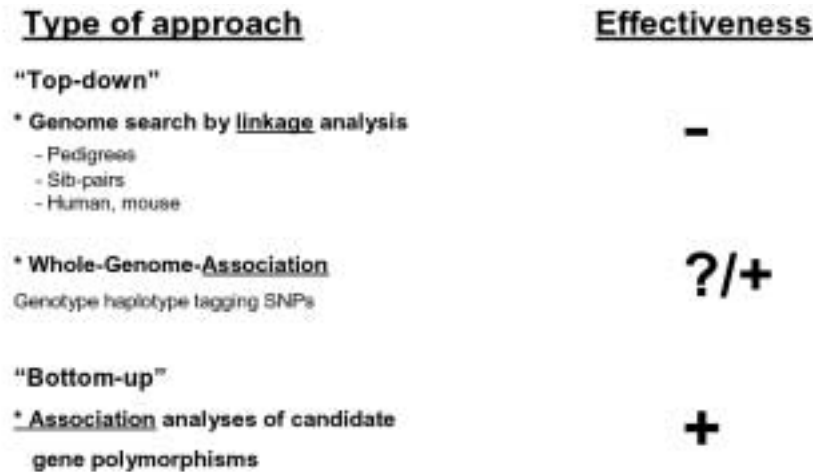 Type of approach Effectiveness
“Top-down”
* Genome search by linkage analysis -
- Pedigrees
- Sib-pairs
- Human, mouse
* Whole-Genome-Association ?/+
Genotype haplotype tagging SNPs
“Bottom-up”
* Association analyses of candidate +
gene polymorphisms